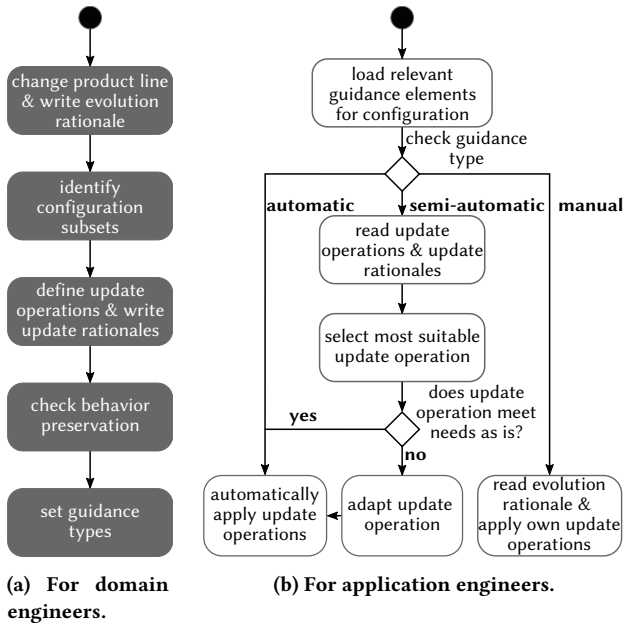 change product line
& write evolution
rationale
identify
configuration
subsets
define update
operations & write
update rationales
check behavior
preservation
set guidance
types
(a) For domain
engineers.
load relevant
guidance elements
for configuration
check guidance
type
automatic
semi-automatic
manual
read update
operations & update
rationales
select most suitable
update operation
does update
operation meet
needs as is?
yes
no
automatically
apply update
operations
adapt update
operation
read evolution
rationale &
apply own update
operations
(b) For application engineers.